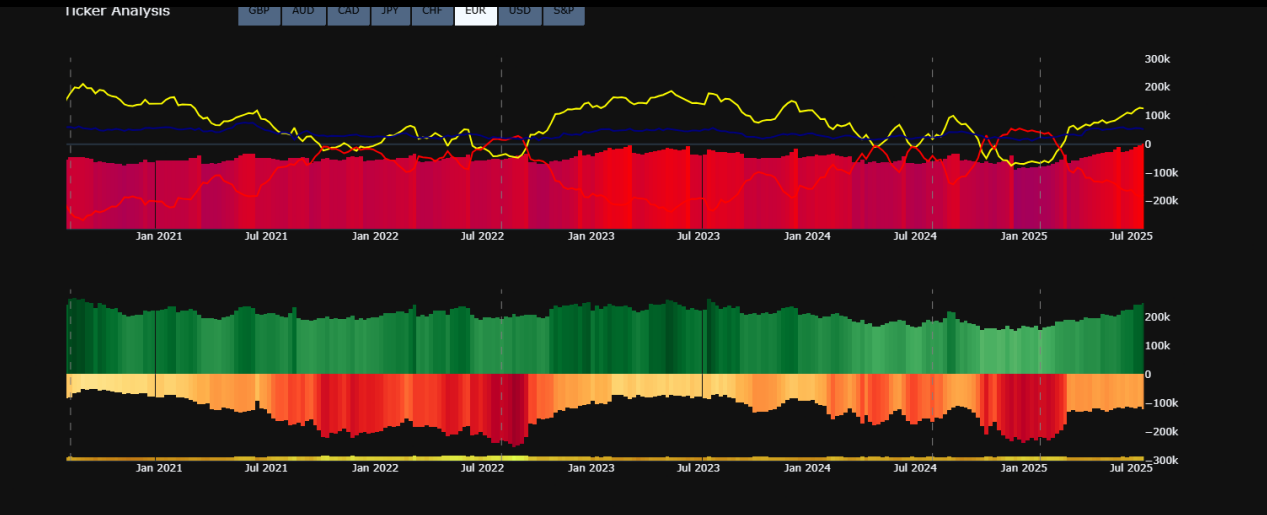 Ticker Analysis
GBP AUD CAD JPY CHF EUR USD S&P
300k
200k
100k
0
−100k
−200k
Jan 2021 Jul 2021 Jan 2022 Jul 2022 Jan 2023 Jul 2023 Jan 2024 Jul 2024 Jan 2025 Jul 2025
200k
100k
0
−100k
−200k
−300k
Jan 2021 Jul 2021 Jan 2022 Jul 2022 Jan 2023 Jul 2023 Jan 2024 Jul 2024 Jan 2025 Jul 2025